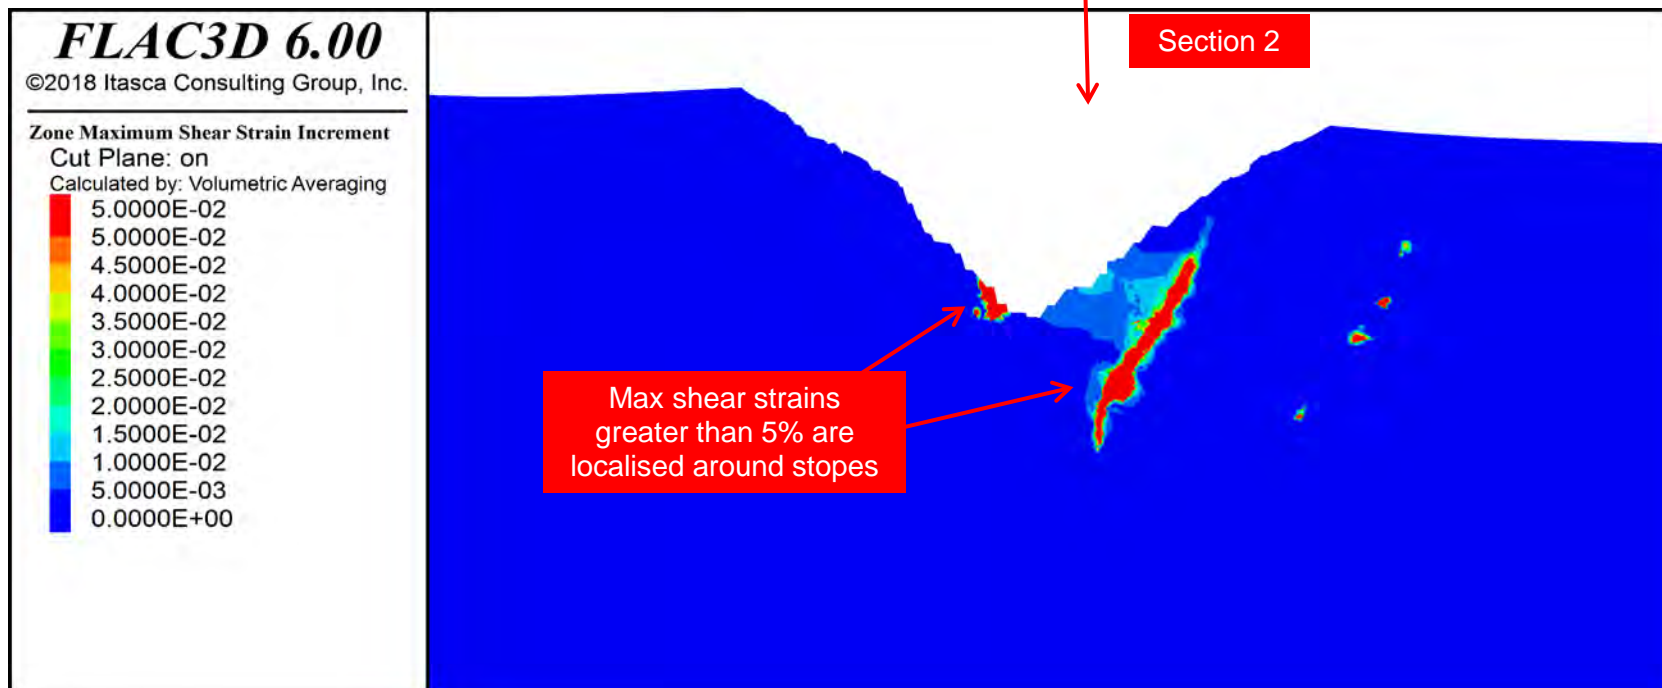 FLAC3D 6.00
©2018 Itasca Consulting Group, Inc.
Zone Maximum Shear Strain Increment
Cut Plane: on
Calculated by: Volumetric Averaging
5.0000E-02
5.0000E-02
4.5000E-02
4.0000E-02
3.5000E-02
3.0000E-02
2.5000E-02
2.0000E-02
1.5000E-02
1.0000E-02
5.0000E-03
0.0000E+00
Section 2
Max shear strains
greater than 5% are
localised around stopes